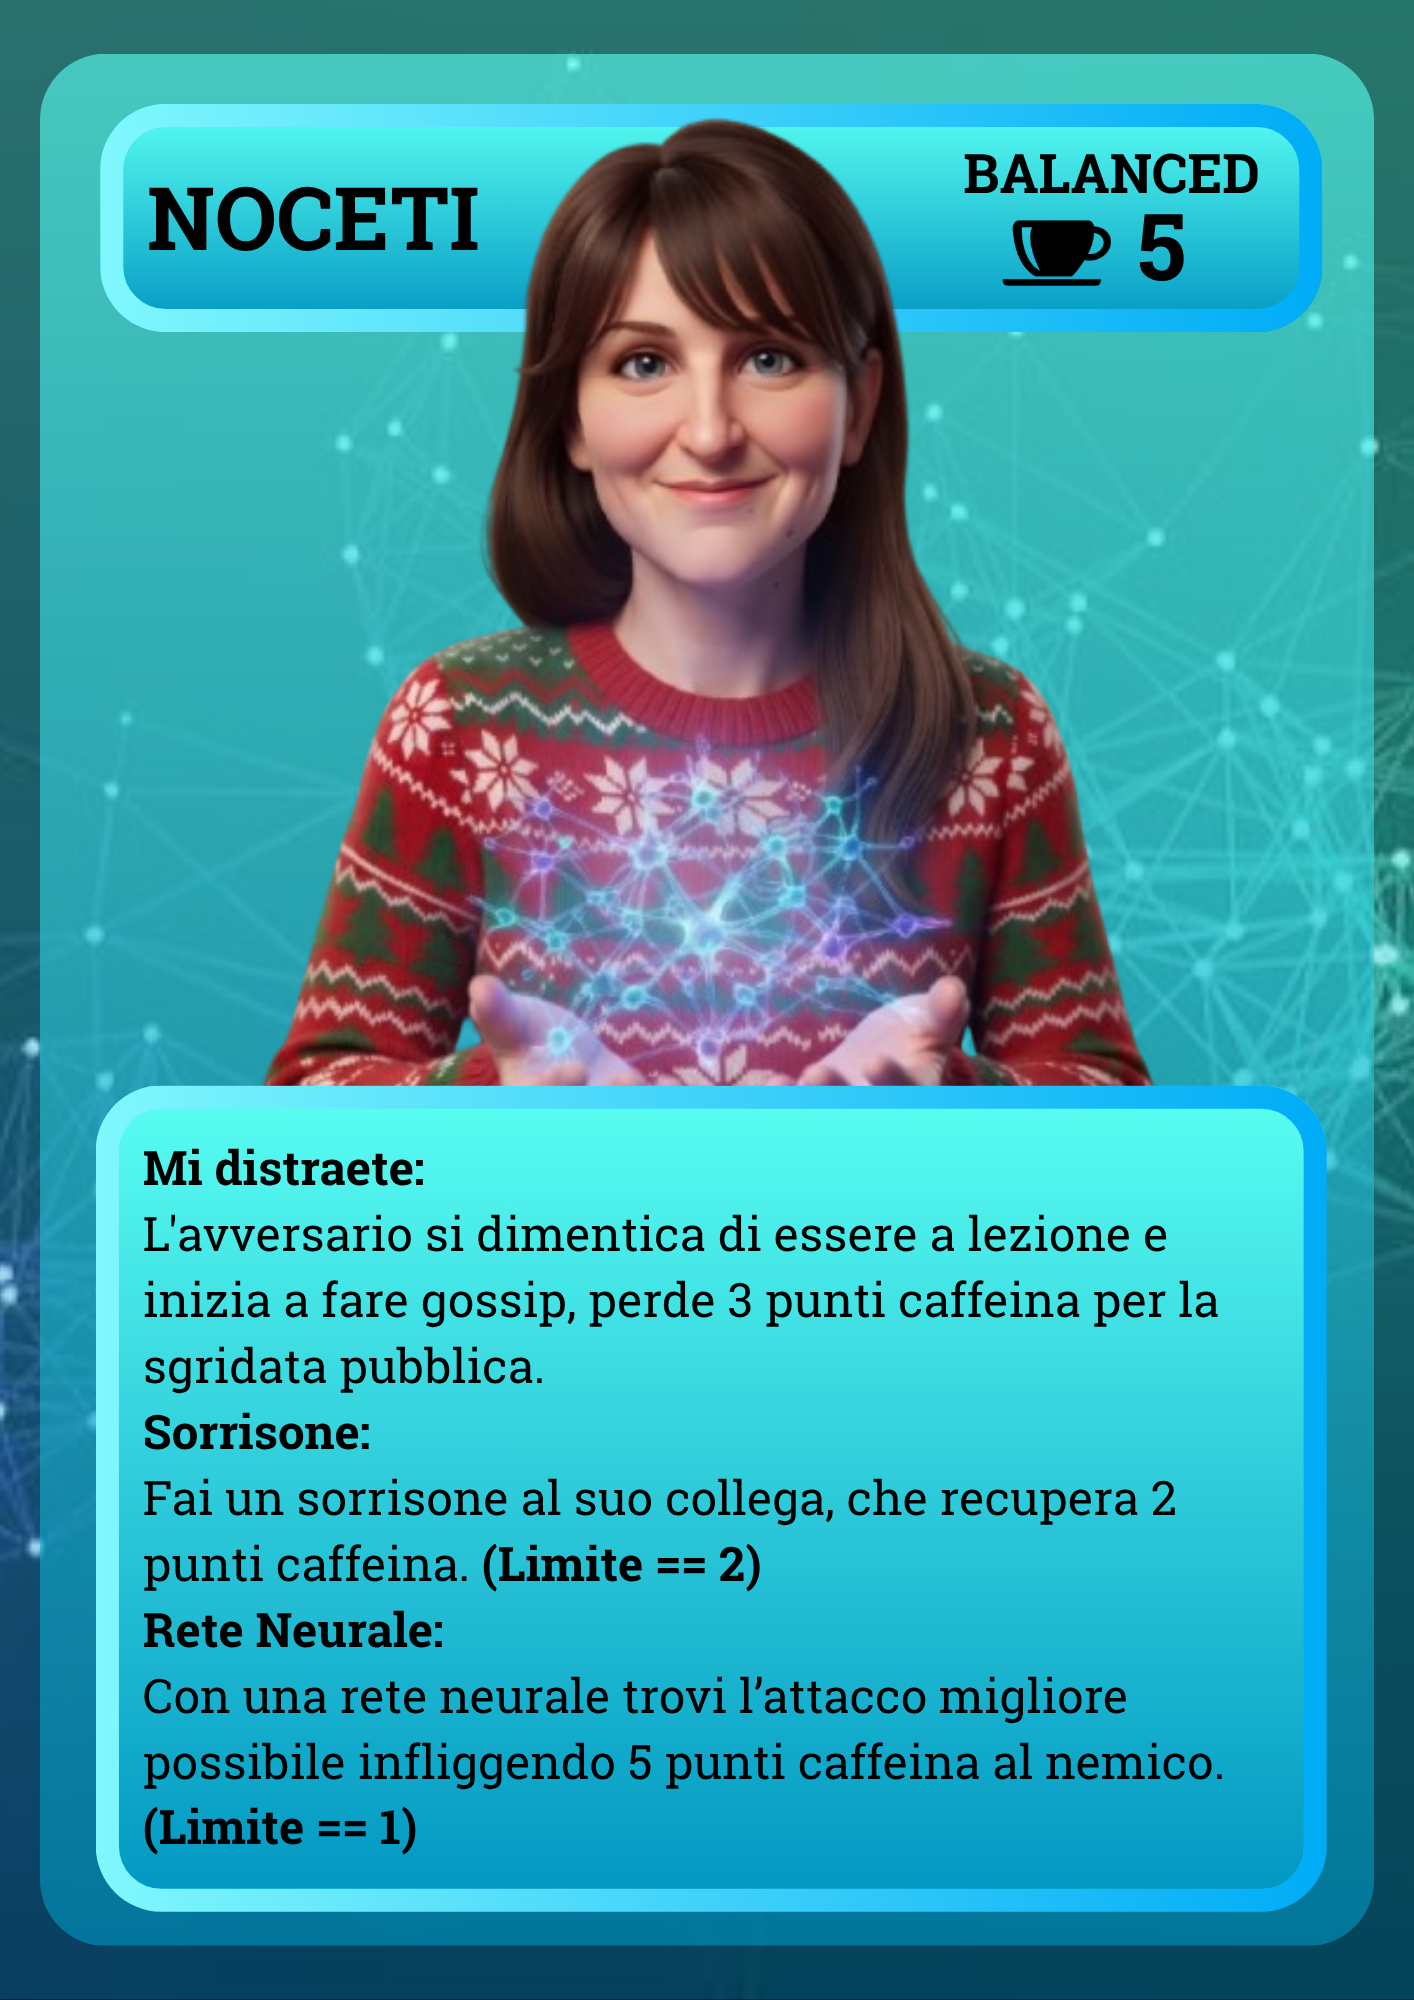 NOCETI
BALANCED
5
Mi distraete:
L'avversario si dimentica di essere a lezione e
inizia a fare gossip, perde 3 punti caffeina per la
sgridata pubblica.
Sorrisone:
Fai un sorrisone al suo collega, che recupera 2
punti caffeina. (Limite == 2)
Rete Neurale:
Con una rete neurale trovi l’attacco migliore
possibile infliggendo 5 punti caffeina al nemico.
(Limite == 1)